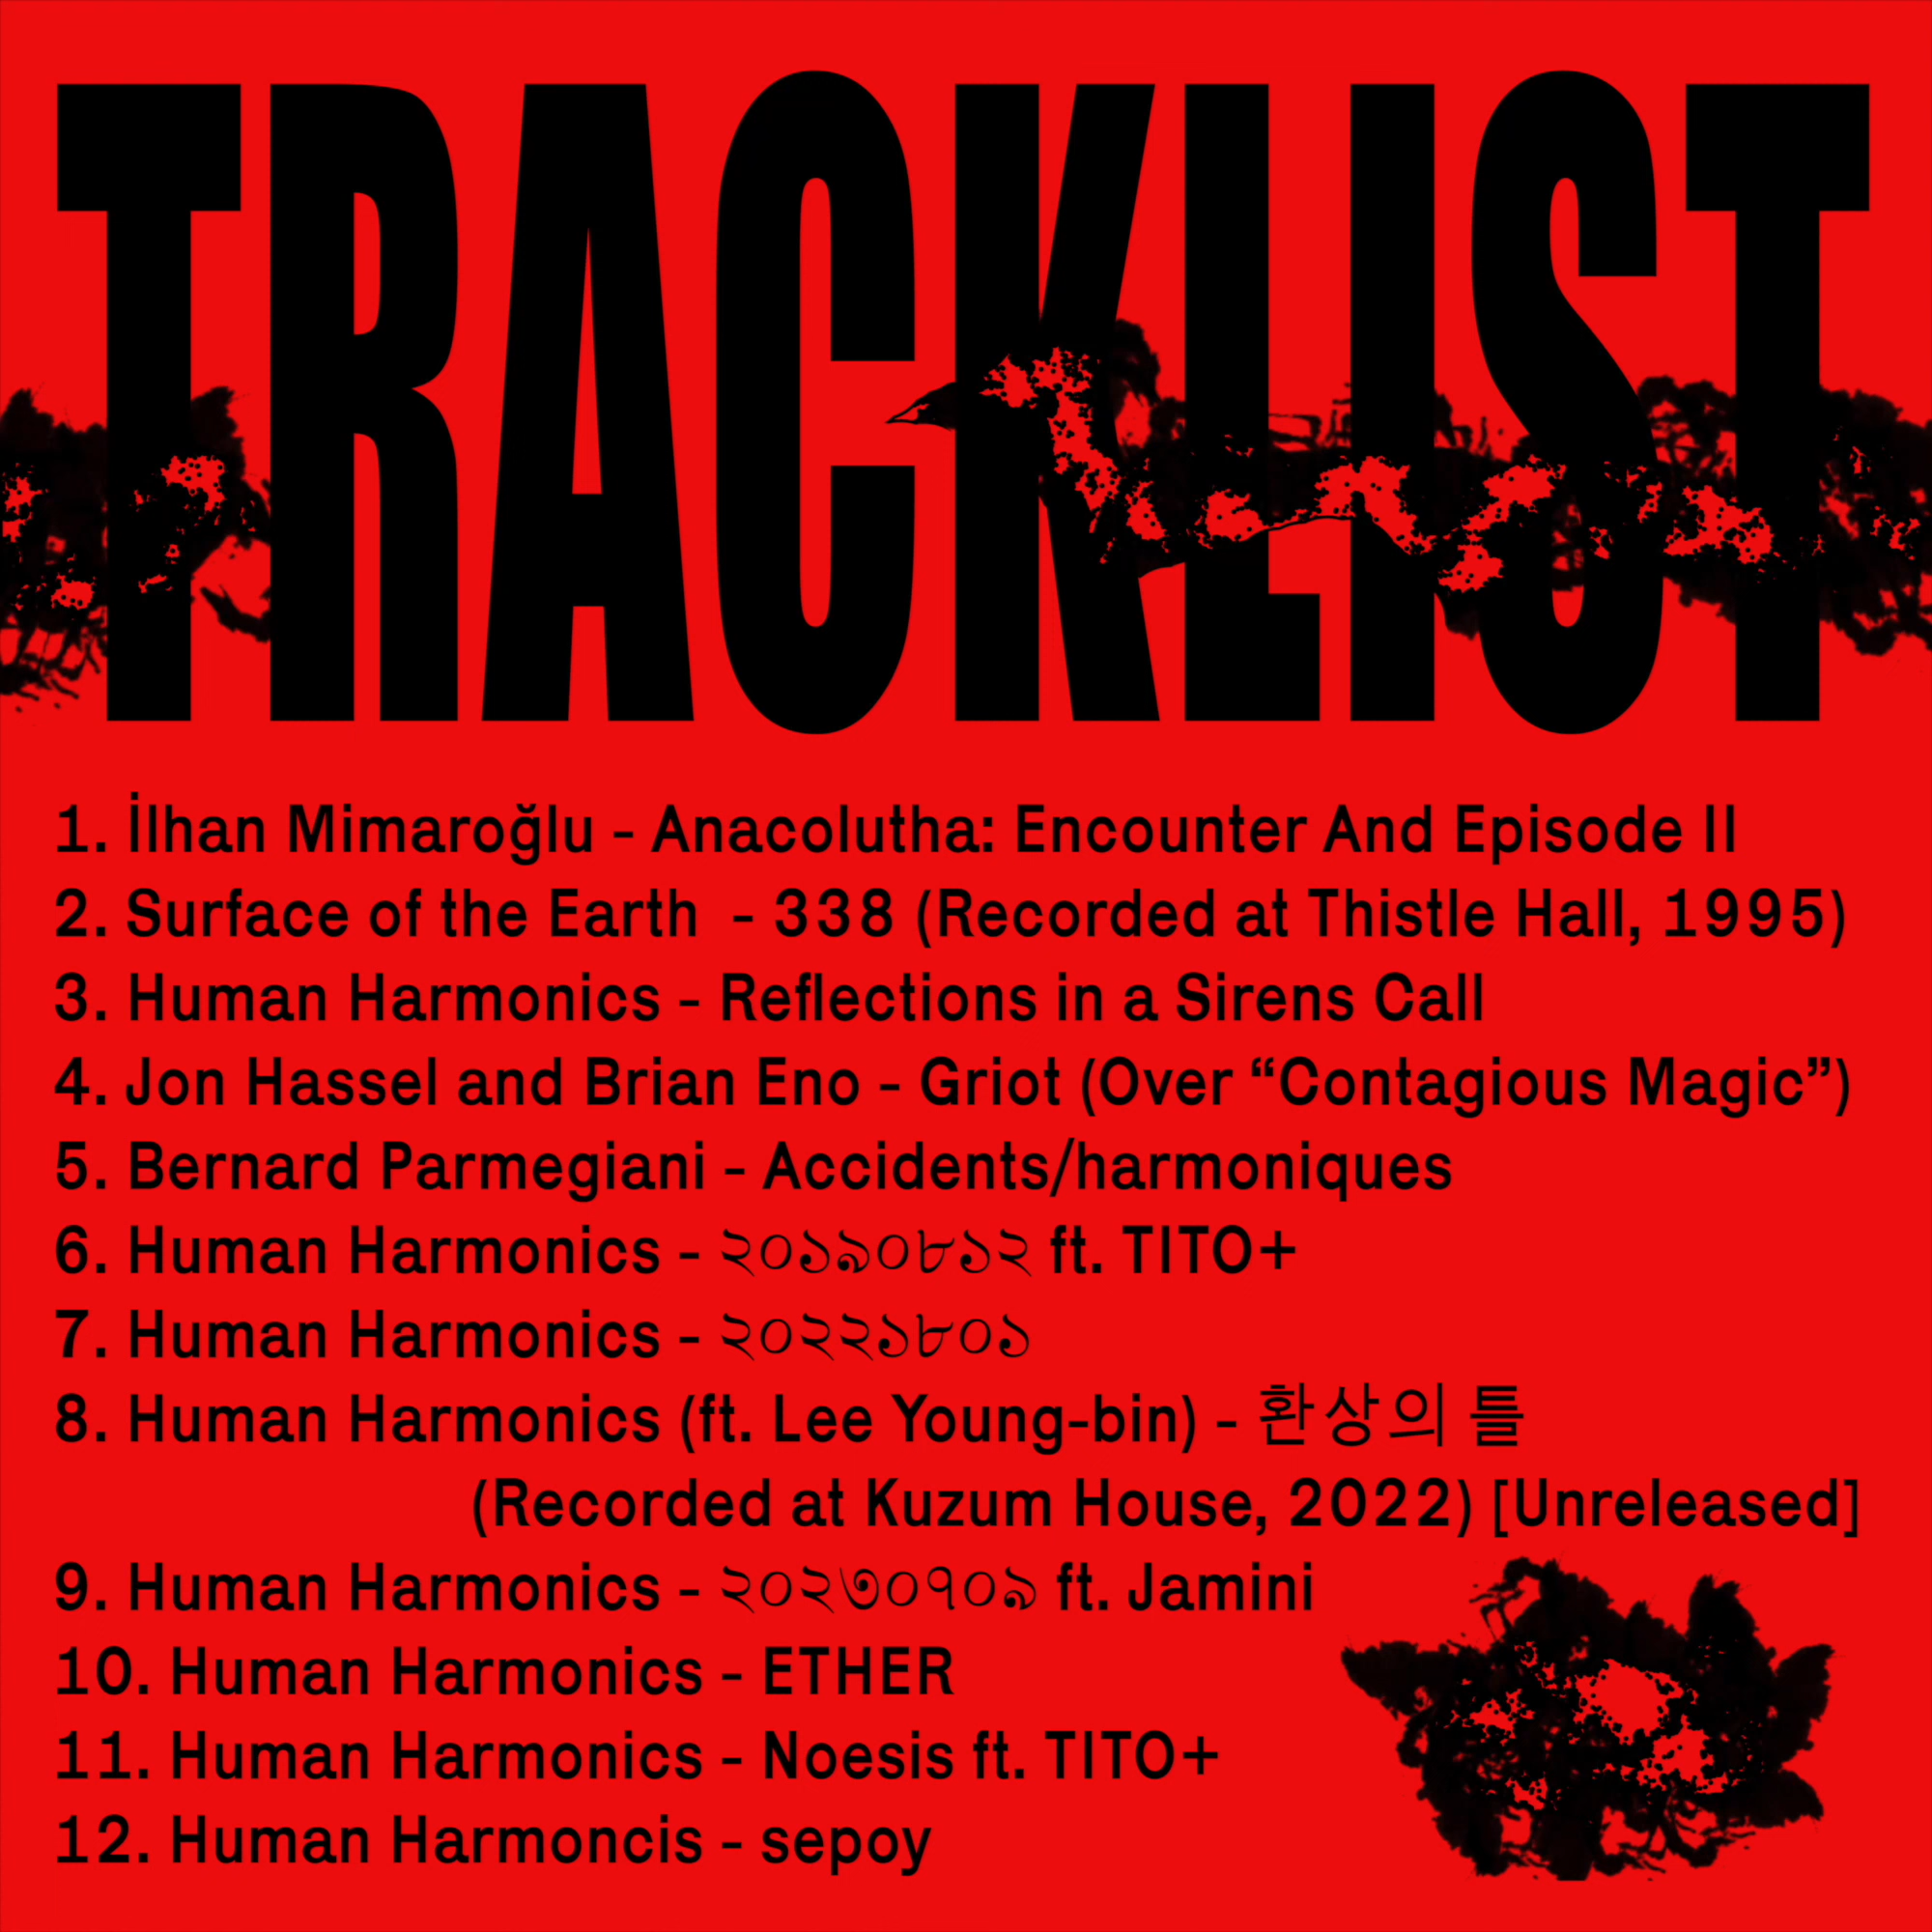 TRACKLIST
1. İlhan Mimaroğlu - Anacolutha: Encounter And Episode II
2. Surface of the Earth - 338 (Recorded at Thistle Hall, 1995)
3. Human Harmonics - Reflections in a Sirens Call
4. Jon Hassel and Brian Eno - Griot (Over “Contagious Magic”)
5. Bernard Parmegiani - Accidents/harmoniques
6. Human Harmonics - ২০১৯০৮১২ ft. TITO+
7. Human Harmonics - ২০২২১৮০১
8. Human Harmonics (ft. Lee Young-bin) - 환상의 틀
(Recorded at Kuzum House, 2022) [Unreleased]
9. Human Harmonics - ২০২৩০৭০৯ ft. Jamini
10. Human Harmonics - ETHER
11. Human Harmonics - Noesis ft. TITO+
12. Human Harmoncis - sepoy